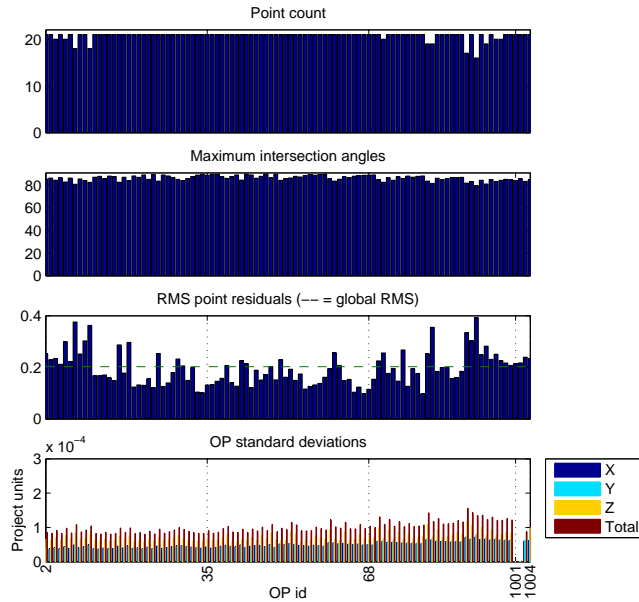 Point count
20
10
0
Maximum intersection angles
80
60
40
20
0
RMS point residuals (−− = global RMS)
0.4
0.2
0
OP standard deviations
x 10⁻⁴
3
2
1
0
Project units
2
35
68
1001
1004
OP id
X
Y
Z
Total